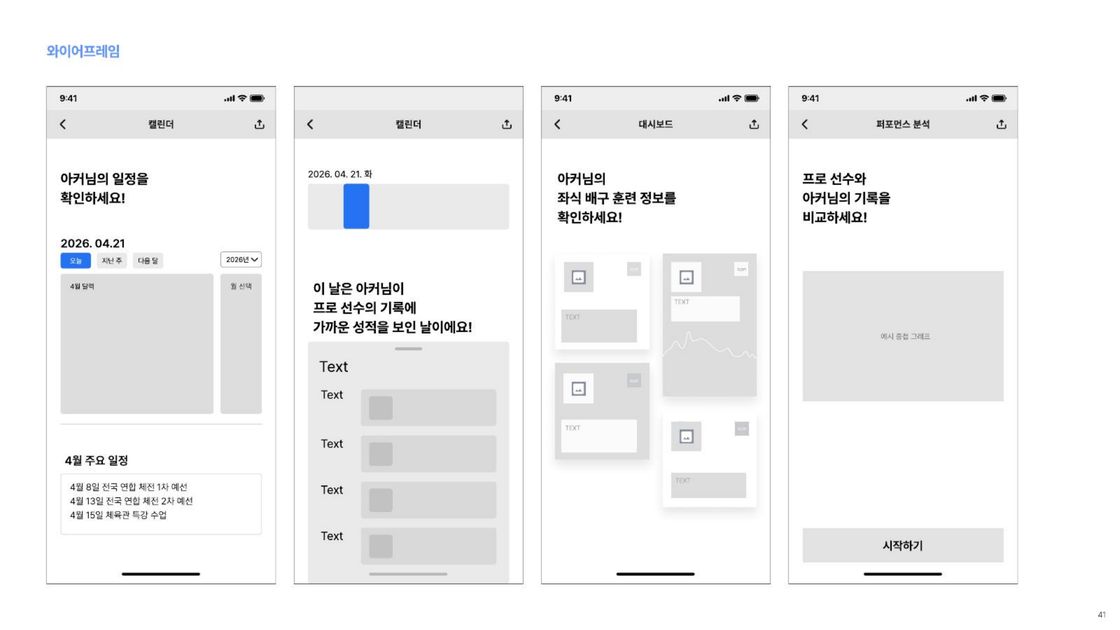 와이어프레임
9:41
캘린더
아커님의 일정을
확인하세요!
2026. 04.21
오늘
지난 주
다음 달
2026년
4월 달력
월 선택
4월 주요 일정
4월 8일 전국 연합 체전 1차 예선
4월 13일 전국 연합 체전 2차 예선
4월 15일 체육관 특강 수업
캘린더
2026. 04. 21. 화
이 날은 아커님이
프로 선수의 기록에
가까운 성적을 보인 날이에요!
Text
Text
Text
Text
Text
9:41
대시보드
아커님의
좌식 배구 훈련 정보를
확인하세요!
TEXT
TEXT
TEXT
TEXT
9:41
퍼포먼스 분석
프로 선수와
아커님의 기록을
비교하세요!
예시 중첩 그래프
시작하기
41